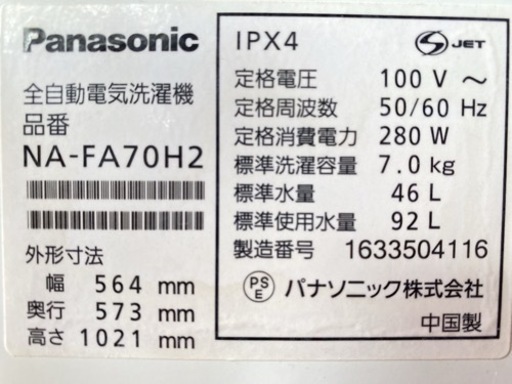 Panasonic
全自動電気洗濯機
品番
NA-FA70H2
外形寸法
幅 564 mm
奥行 573 mm
高さ 1021 mm
IPX4
S JET
定格電圧 100 V ～
定格周波数 50/60 Hz
定格消費電力 280 W
標準洗濯容量 7.0 kg
標準水量 46 L
標準使用水量 92 L
製造番号 1633504116
PS
E パナソニック株式会社
中国製